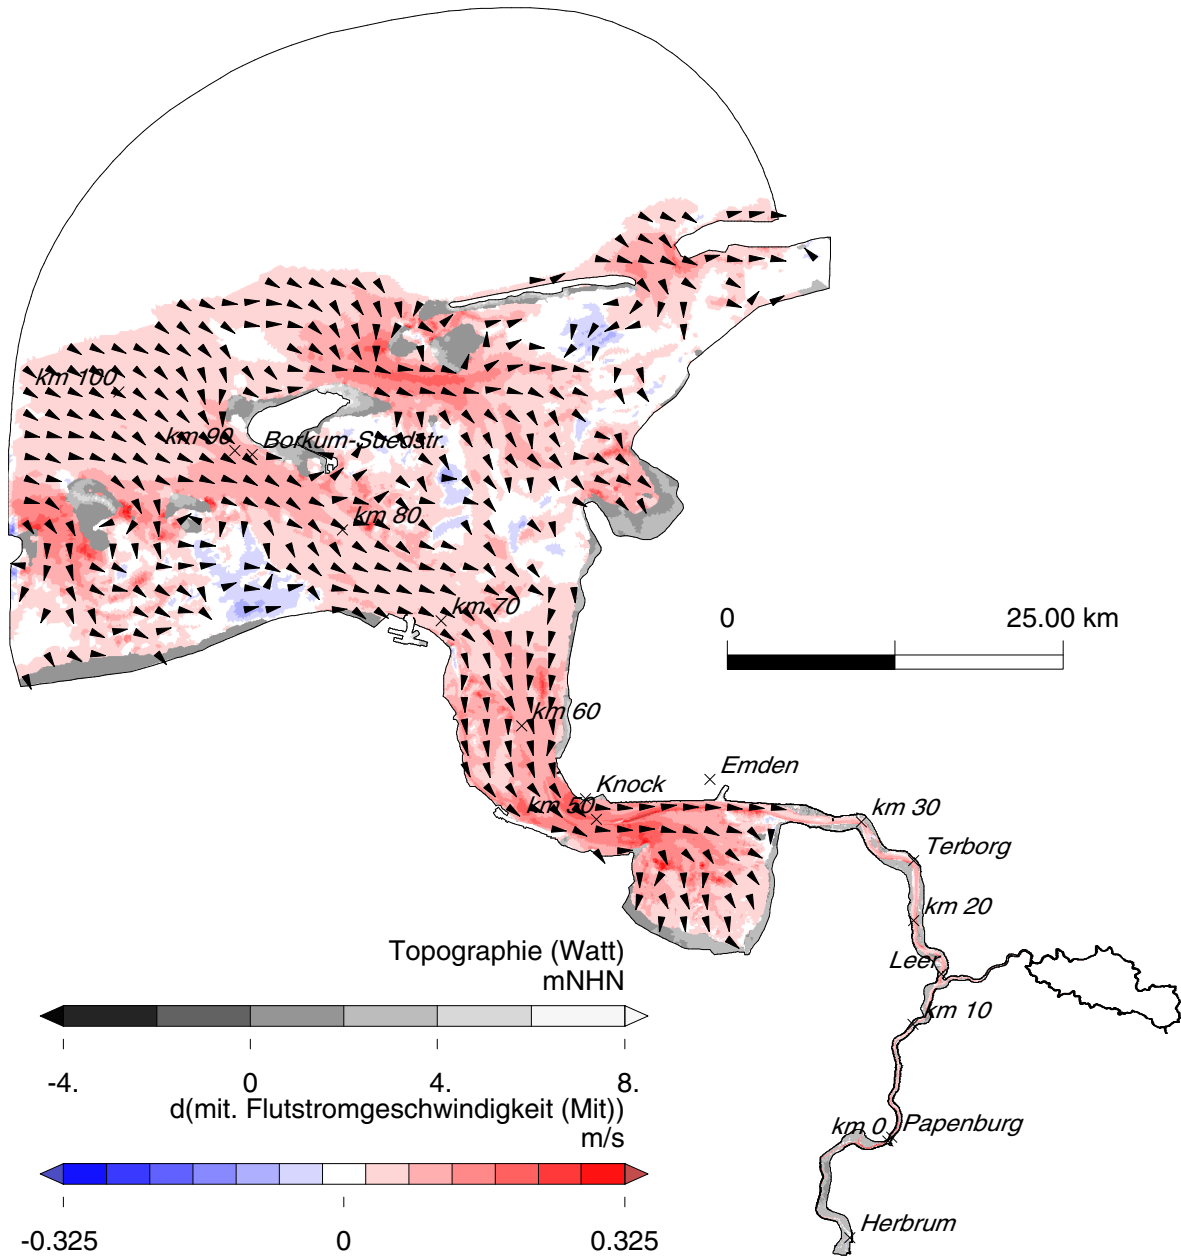 km 100
km 90
Borkum-Suedstr.
km 80
km 70
0
25.00 km
km 60
Emden
Knock
km 50
km 30
Terborg
km 20
Leer
km 10
Topographie (Watt)
mNHN
-4.
0
4.
8.
d(mit. Flutstromgeschwindigkeit (Mit))
m/s
-0.325
0
0.325
km 0
Papenburg
Herbrum